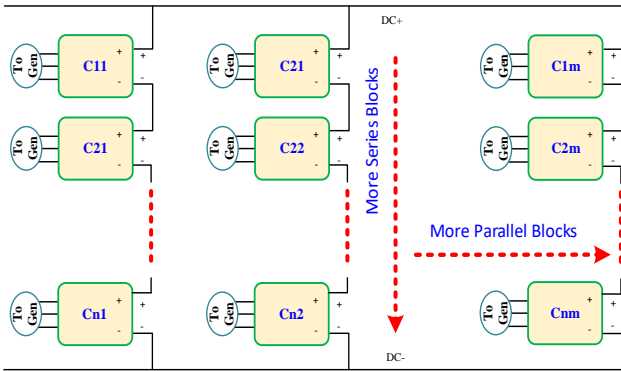 DC+
To
Gen
C11
+
-
+
-
To
Gen
C21
+
-
+
-
To
Gen
C1m
+
-
+
-
To
Gen
C21
+
-
+
-
To
Gen
C22
+
-
+
-
To
Gen
C2m
+
-
+
-
More Series Blocks
More Parallel Blocks
To
Gen
Cn1
+
-
+
-
To
Gen
Cn2
+
-
+
-
To
Gen
Cnm
+
-
+
-
DC-